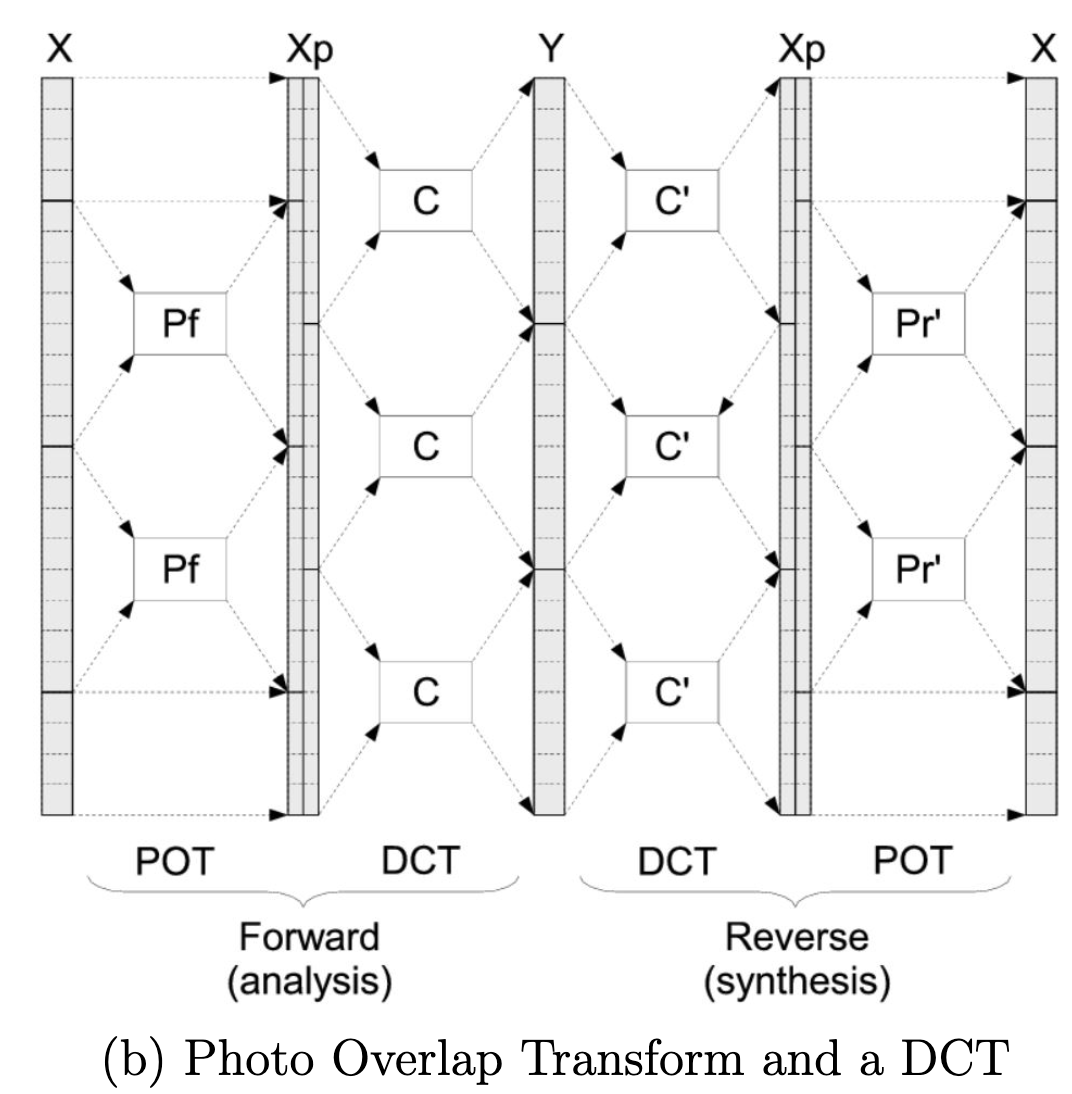 X Xp Y Xp X
C C'
Pf Pr'
C C'
Pf Pr'
C C'
POT DCT DCT POT
Forward Reverse
(analysis) (synthesis)
(b) Photo Overlap Transform and a DCT